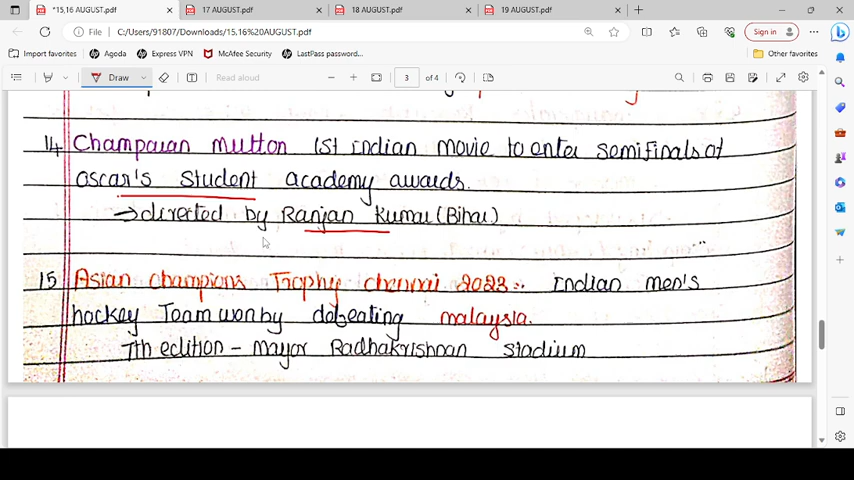 *15,16 AUGUST.pdf
17 AUGUST.pdf
18 AUGUST.pdf
19 AUGUST.pdf
File
C:/Users/91807/Downloads/15.16%20AUGUST.pdf
Sign in
Import favorites
Agoda
Express VPN
McAfee Security
LastPass password...
Other favorites
Draw
Read aloud
3
of 4
14 Champaran Mutton 1st Indian movie to enter semifinals of
oscar's student academy awards.
→directed by Ranjan Kumar (Bihar)
15 Asian champions Trophy chennai 2023:. Indian men's
hockey Team won by defeating malaysia.
7th edition - mayor Radhakrishnan stadium